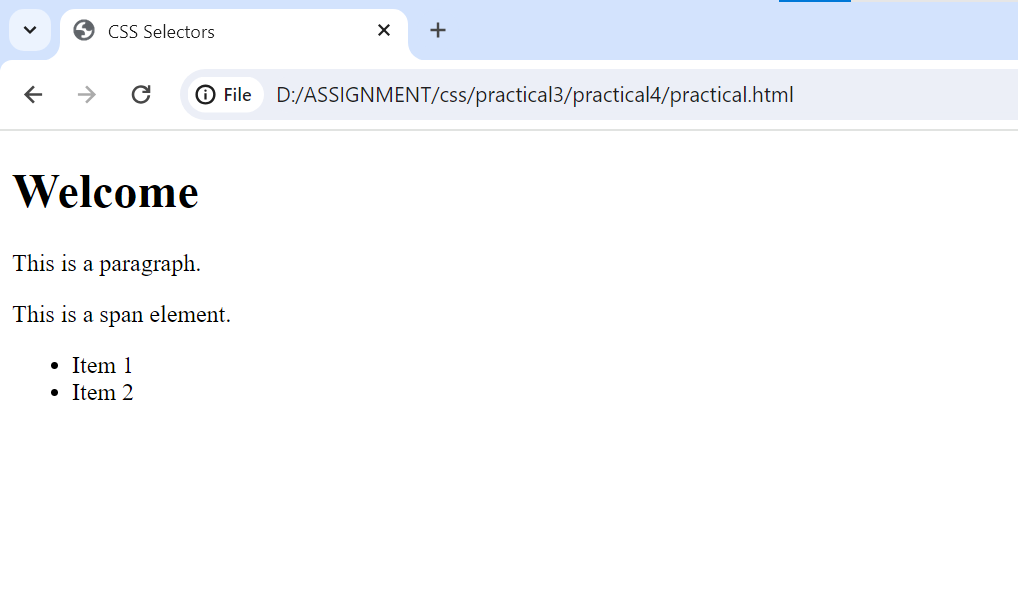 CSS Selectors
File D:/ASSIGNMENT/css/practical3/practical4/practical.html
Welcome
This is a paragraph.
This is a span element.
Item 1
Item 2